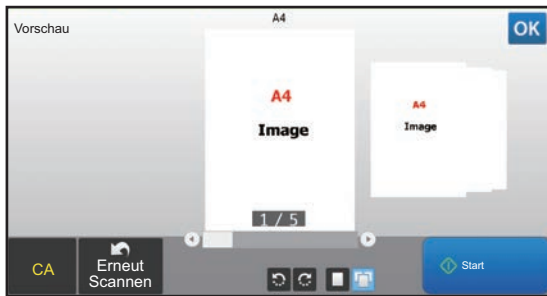 A4
Vorschau
OK
A4
Image
A4
Image
1 / 5
CA
Erneut
Scannen
Start